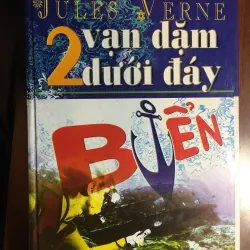 JULES VERNE
2 vạn dặm
dưới đáy
BIỂN